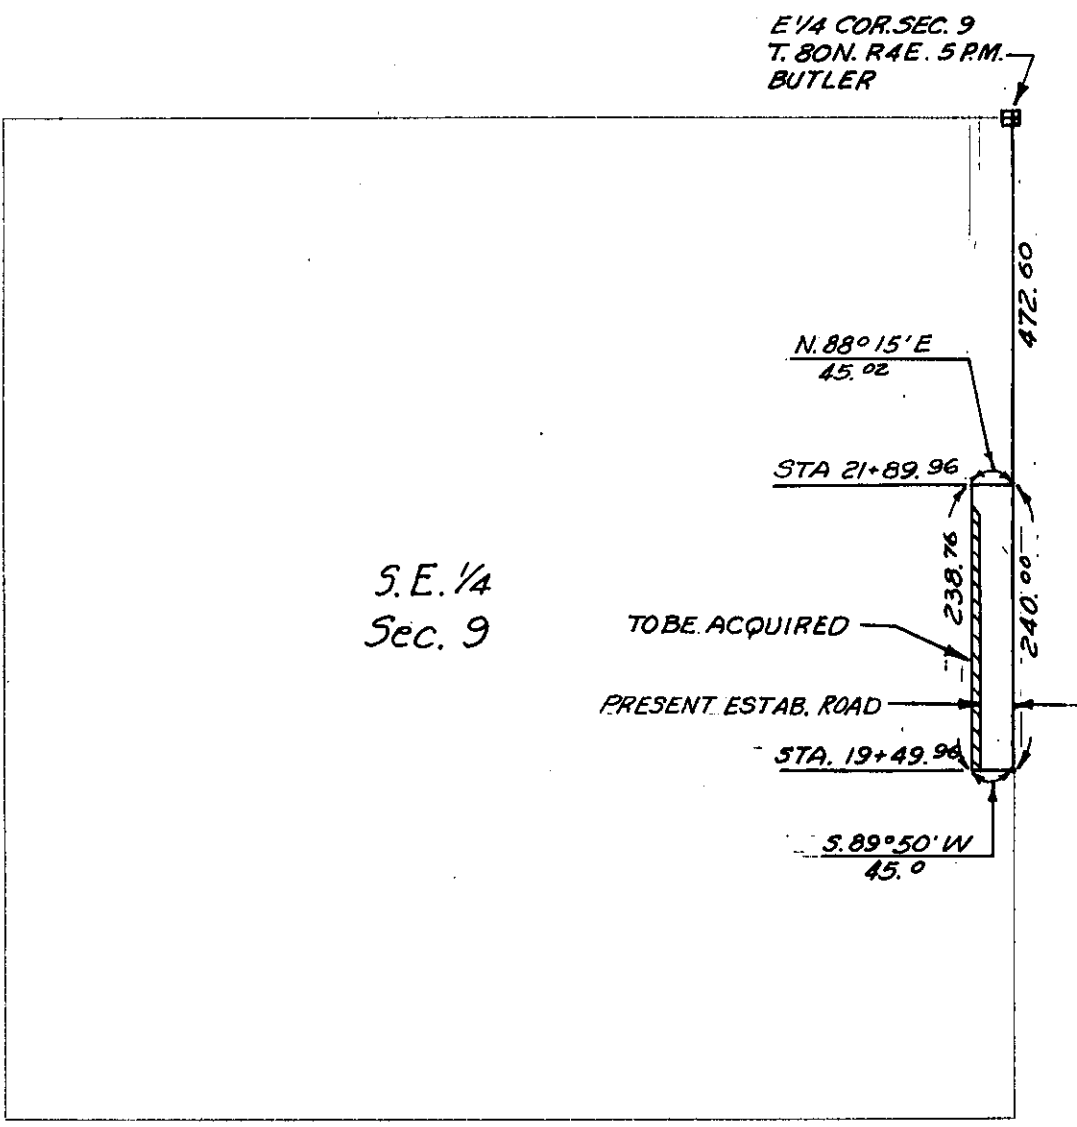 E 1/4 COR. SEC. 9
T. 80N. R4E. 5 P.M.
BUTLER
472.60
N. 88° 15' E
45.02
STA 21+89.96
238.76
240.00
S.E. 1/4
Sec. 9
TO BE ACQUIRED
PRESENT ESTAB. ROAD
STA. 19+49.96
S. 89° 50' W
45.0